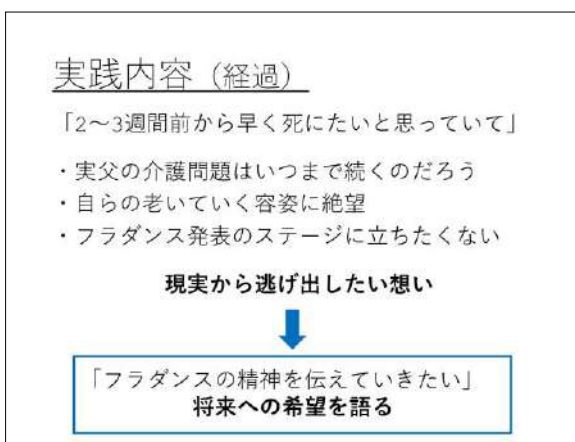 実践内容（経過）
「2～3週間前から早く死にたいと思っていて」
・実父の介護問題はいつまで続くのだろう
・自らの老いていく容姿に絶望
・フラダンス発表のステージに立ちたくない
現実から逃げ出したい想い
「フラダンスの精神を伝えていきたい」
将来への希望を語る